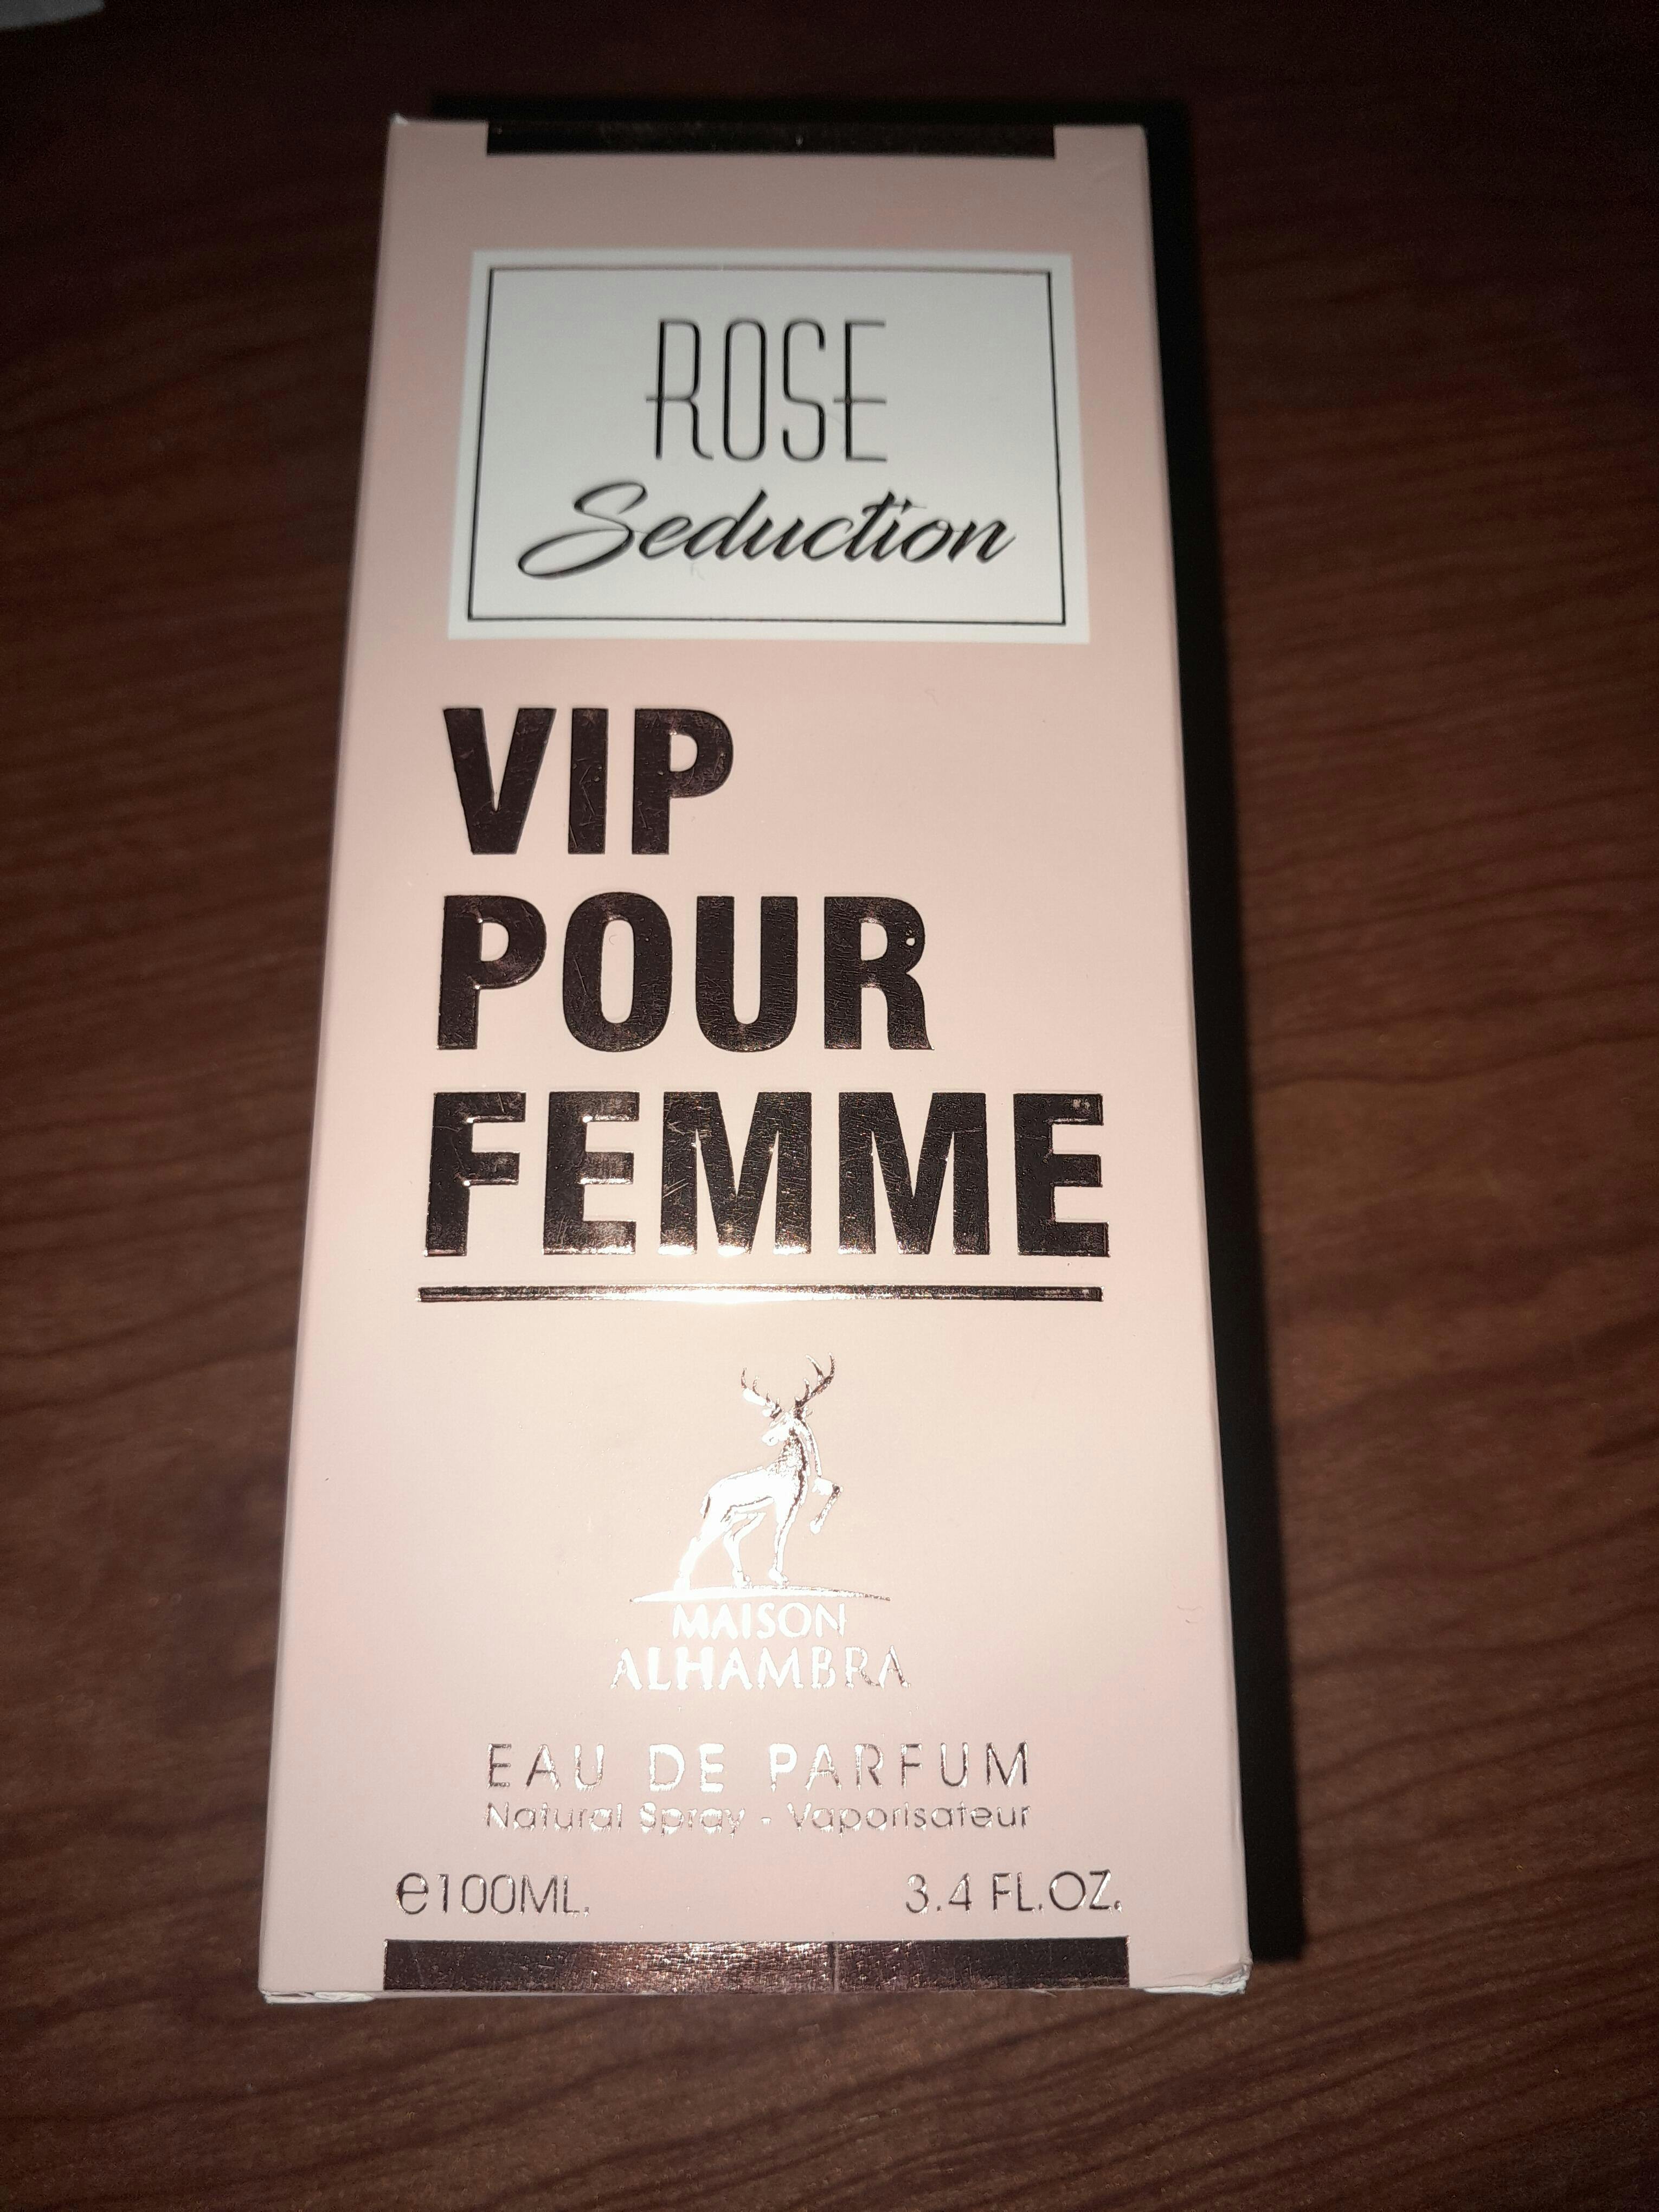 ROSE
Seduction
VIP
POUR
FEMME
MAISON
ALHAMBRA
EAU DE PARFUM
Natural Spray - Vaporisateur
℮100ML. 3.4 FL.OZ.